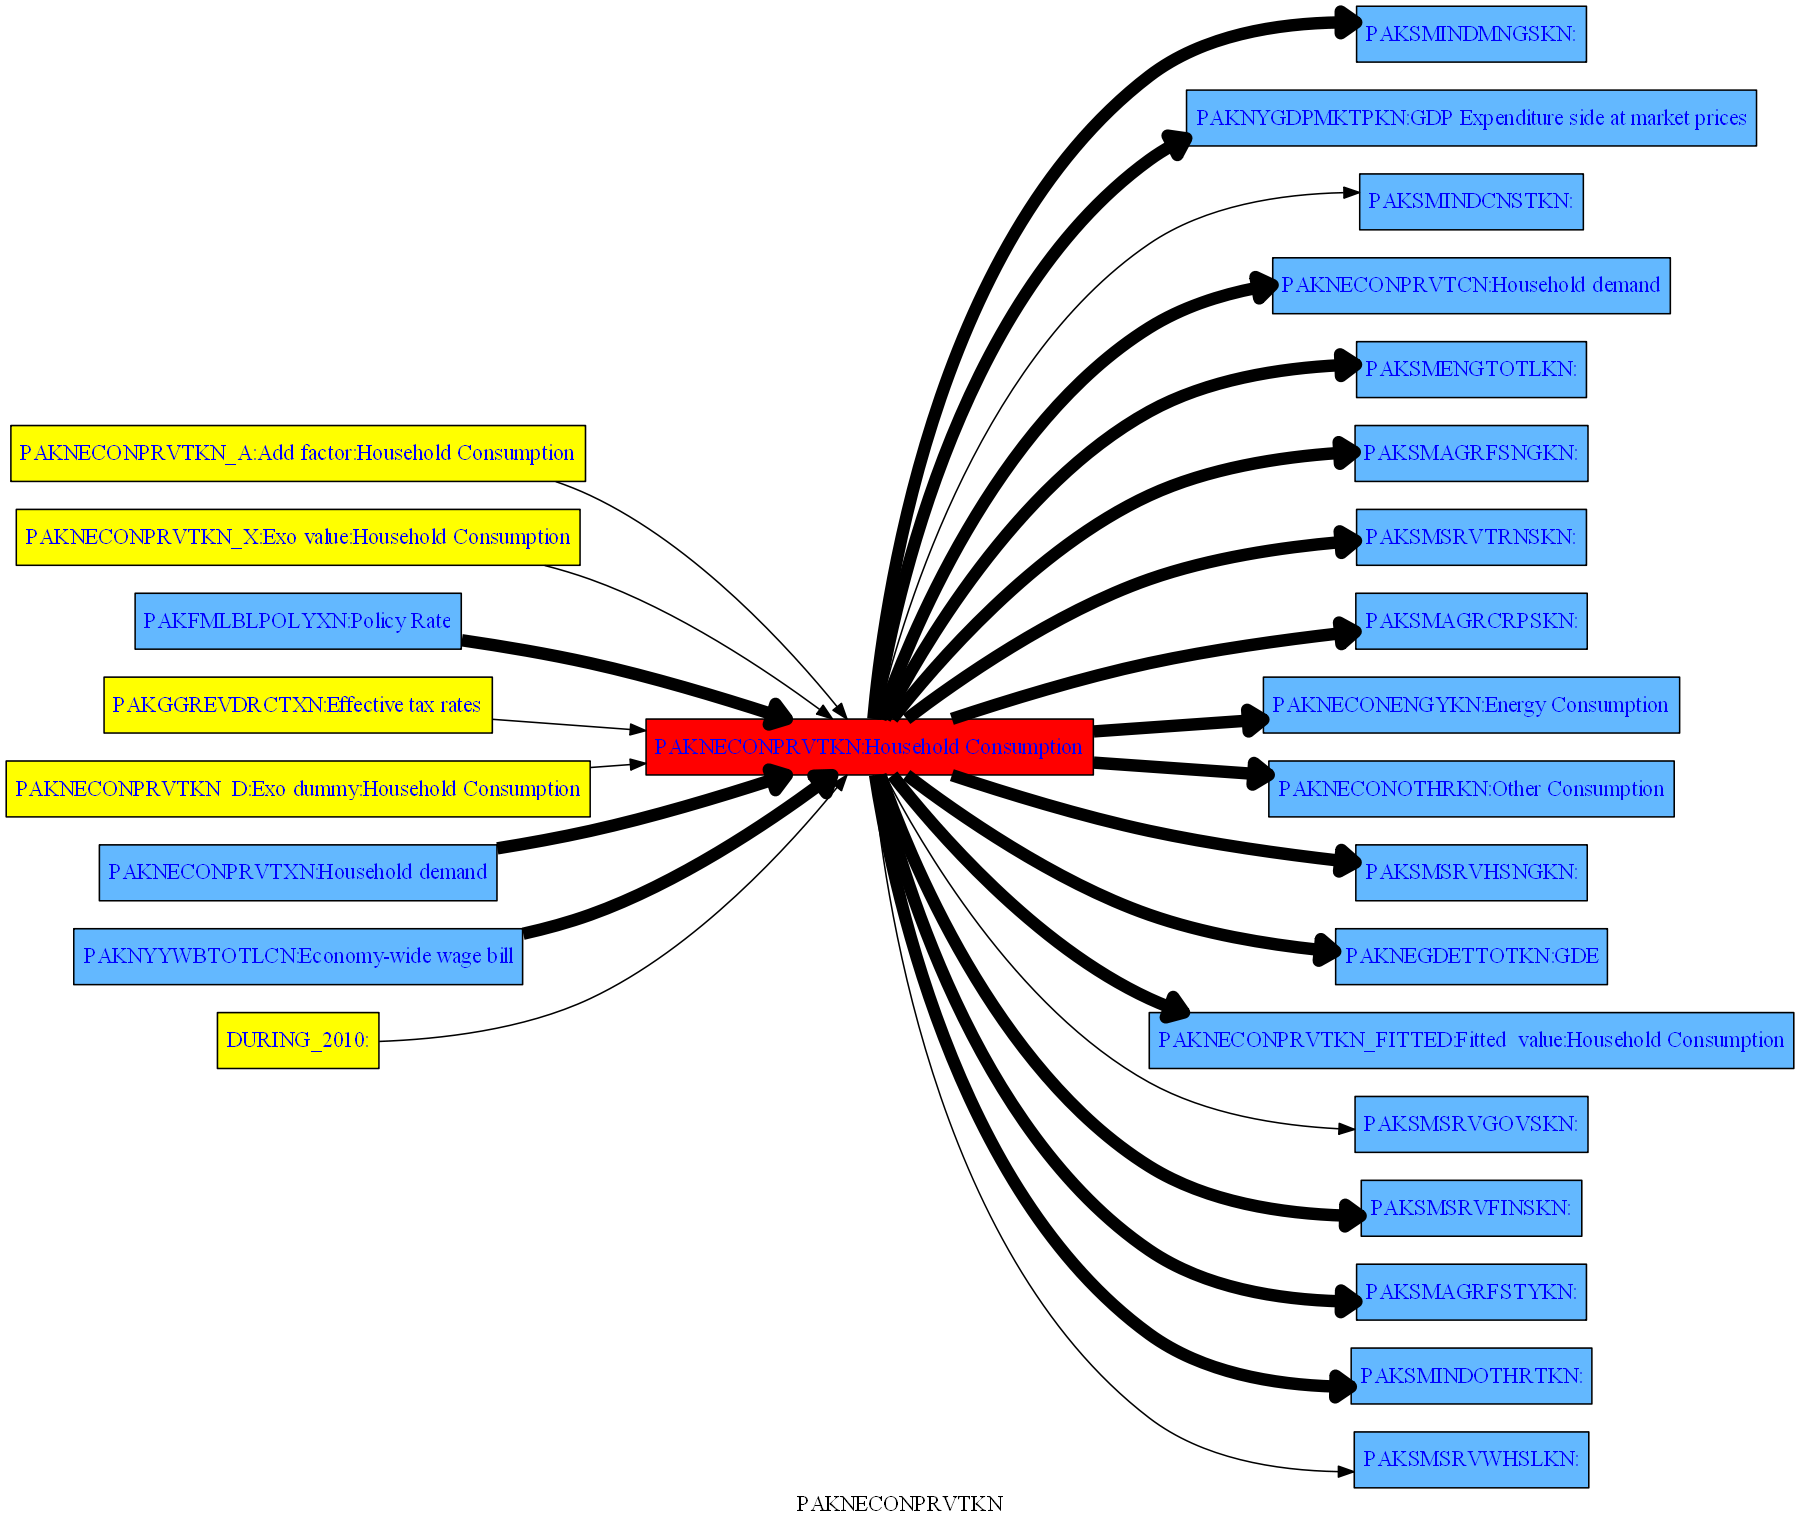 PAKSMINDMNGSKN:
PAKNYGDPMKTPKN:GDP Expenditure side at market prices
PAKSMINDCNSTKN:
PAKNECONPRVTCN:Household demand
PAKSMENGTOTLKN:
PAKNECONPRVTKN_A:Add factor:Household Consumption
PAKSMAGRFSNGKN:
PAKNECONPRVTKN_X:Exo value:Household Consumption
PAKSMSRVTRNSKN:
PAKFMLBLPOLYXN:Policy Rate
PAKSMAGRCRPSKN:
PAKGGREVDRCTXN:Effective tax rates
PAKNECONENGYKN:Energy Consumption
PAKNECONPRVTKN:Household Consumption
PAKNECONPRVTKN_D:Exo dummy:Household Consumption
PAKNECONOTHRKN:Other Consumption
PAKNECONPRVTXN:Household demand
PAKSMSRVHSNGKN:
PAKNYYWBTOTLCN:Economy-wide wage bill
PAKNEGDETTOTKN:GDE
DURING_2010:
PAKNECONPRVTKN_FITTED:Fitted  value:Household Consumption
PAKSMSRVGOVSKN:
PAKSMSRVFINSKN:
PAKSMAGRFSTYKN:
PAKSMINDOTHRTKN:
PAKSMSRVWHSLKN:
PAKNECONPRVTKN